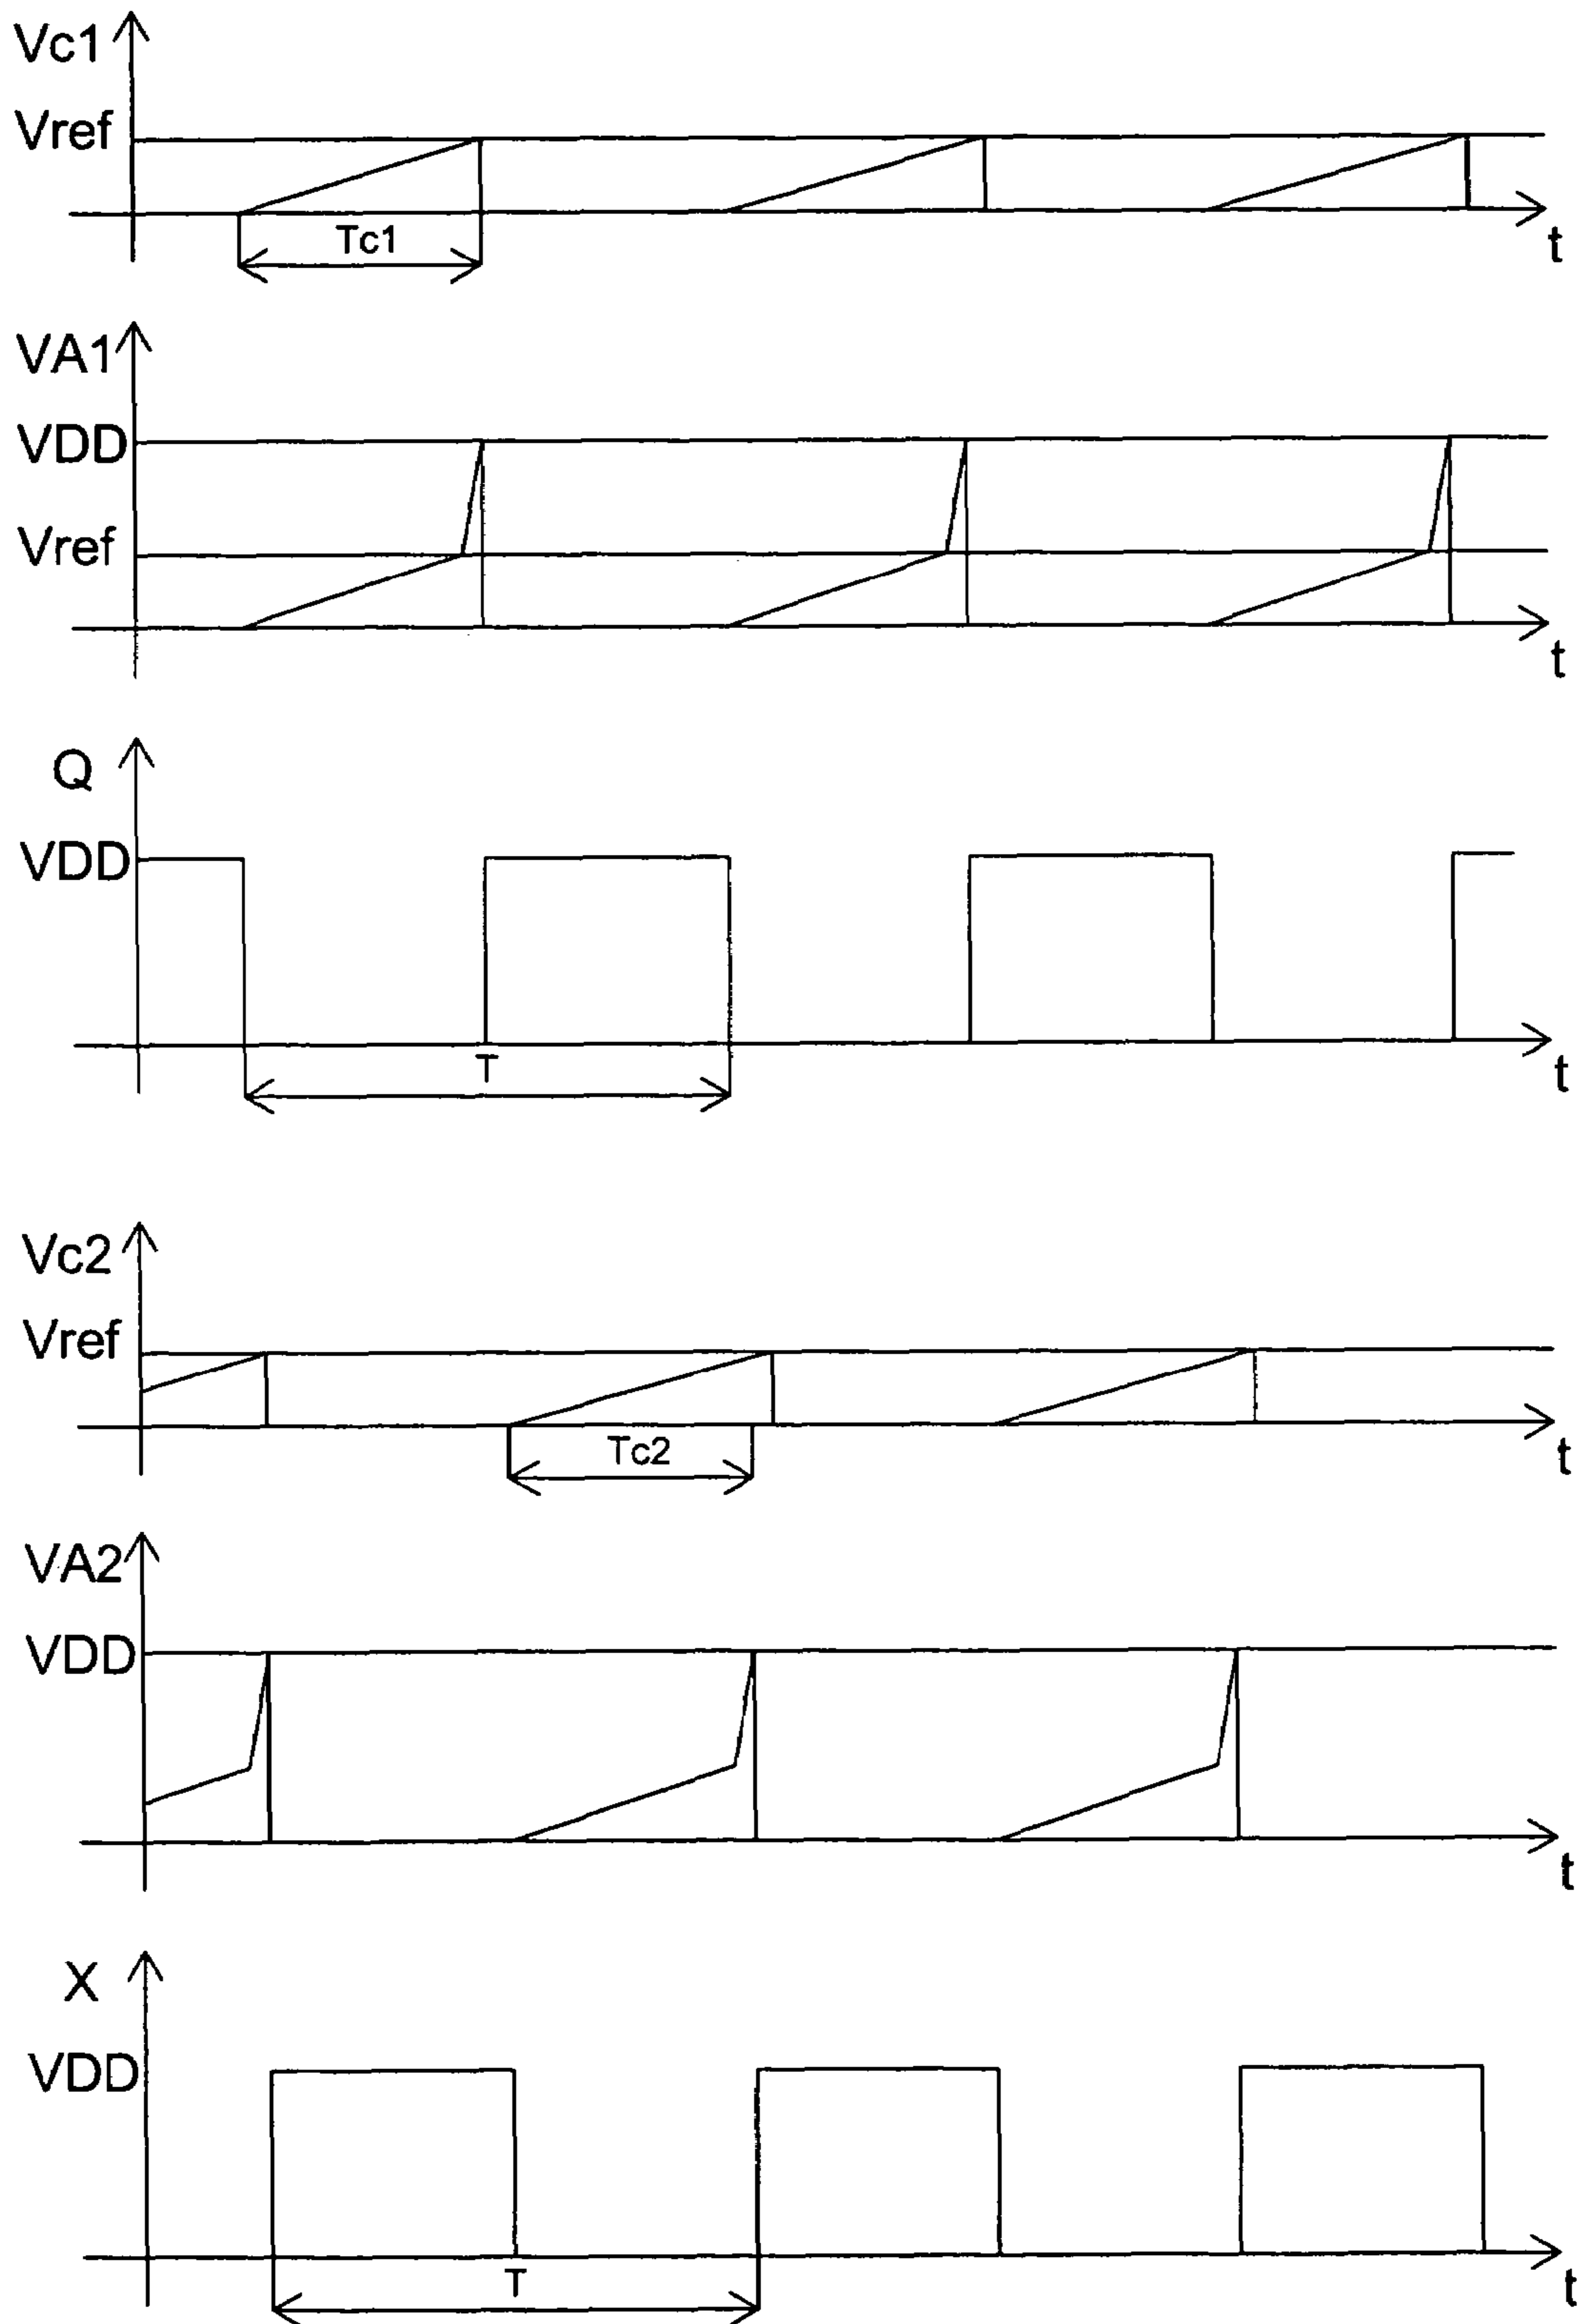 Vc1
Vref
Tc1
t
VA1
VDD
Vref
t
Q
VDD
T
t
Vc2
Vref
Tc2
t
VA2
VDD
t
X
VDD
T
t